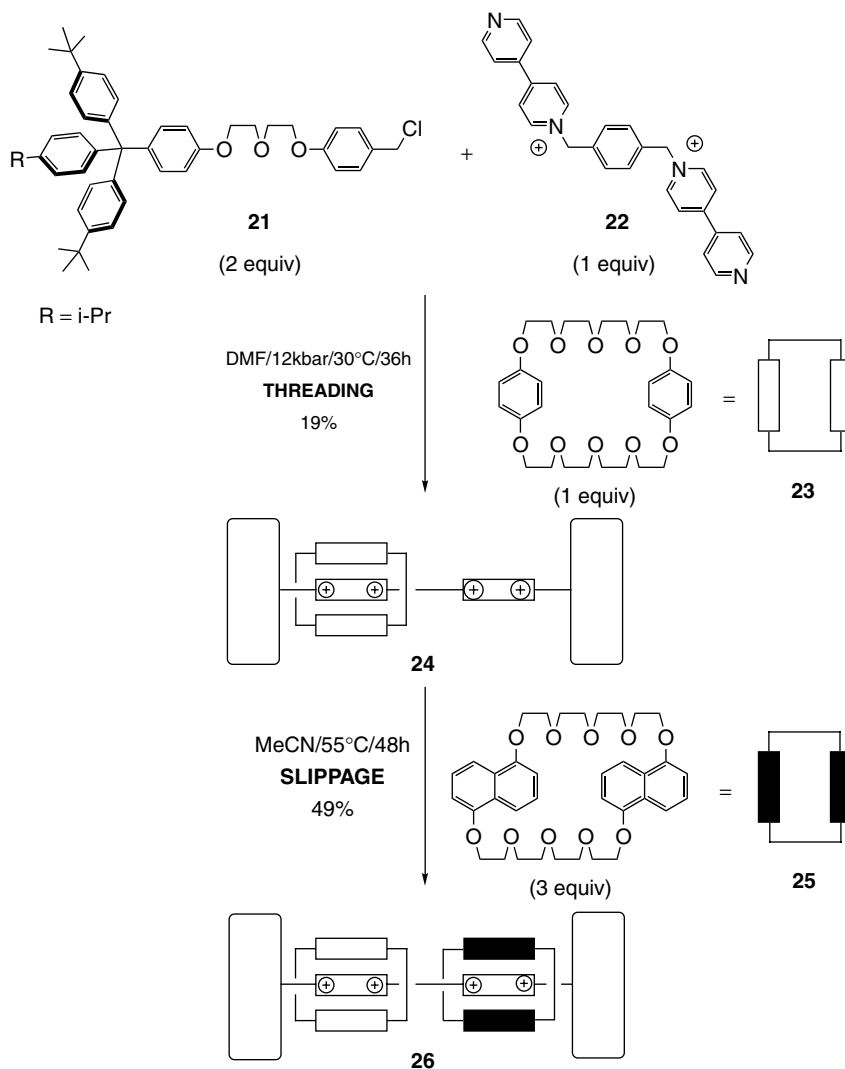 N
Cl
R
O O O
N
⊕ ⊕
+
N
21
22
(2 equiv)
(1 equiv)
N
R = i-Pr
DMF/12kbar/30°C/36h
THREADING
19%
O O O O O
=
O O O O O
(1 equiv)
23
+ + + +
24
MeCN/55°C/48h
SLIPPAGE
49%
O O O O O
=
O O O O O
(3 equiv)
25
+ + + +
26